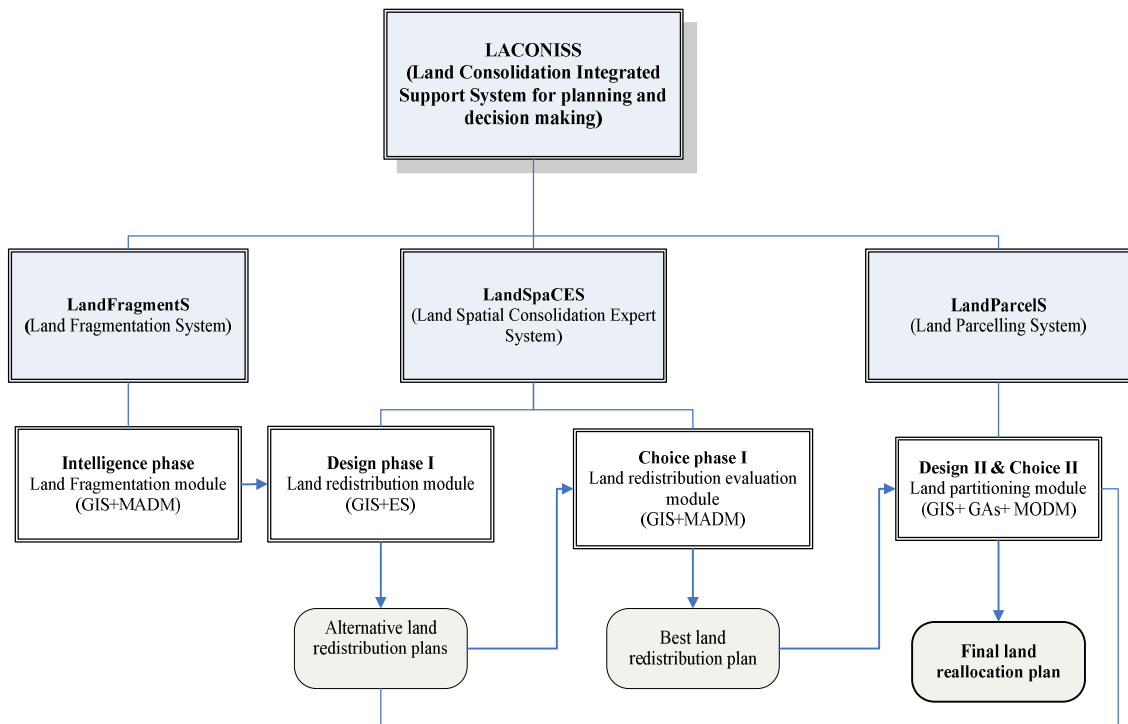 LACONISS
(Land Consolidation Integrated
Support System for planning and
decision making)
LandFragmentS
(Land Fragmentation System)
LandSpaCES
(Land Spatial Consolidation Expert
System)
LandParcelS
(Land Parcelling System)
Intelligence phase
Land Fragmentation module
(GIS+MADM)
Design phase I
Land redistribution module
(GIS+ES)
Choice phase I
Land redistribution evaluation
module
(GIS+MADM)
Design II & Choice II
Land partitioning module
(GIS+ GAs+ MODM)
Alternative land
redistribution plans
Best land
redistribution plan
Final land
reallocation plan